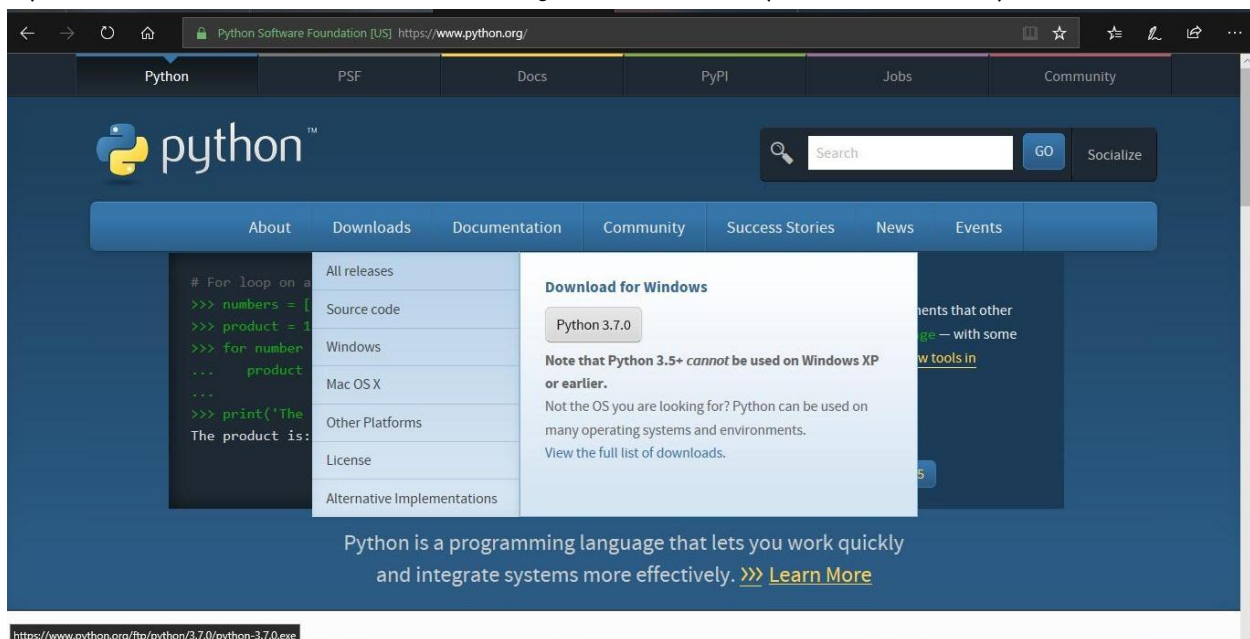 Python Software Foundation [US] https://www.python.org/
Python PSF Docs PyPI Jobs Community
python™
Search GO Socialize
About Downloads Documentation Community Success Stories News Events
# For loop on a
>>> numbers = [
>>> product = 1
>>> for number
... product
...
>>> print('The
The product is:
All releases
Source code
Windows
Mac OS X
Other Platforms
License
Alternative Implementations
Download for Windows
Python 3.7.0
Note that Python 3.5+ cannot be used on Windows XP
or earlier.
Not the OS you are looking for? Python can be used on
many operating systems and environments.
View the full list of downloads.
that other
— with some
tools in
5
Python is a programming language that lets you work quickly
and integrate systems more effectively. >>> Learn More
https://www.python.org/ftp/python/3.7.0/python-3.7.0.exe